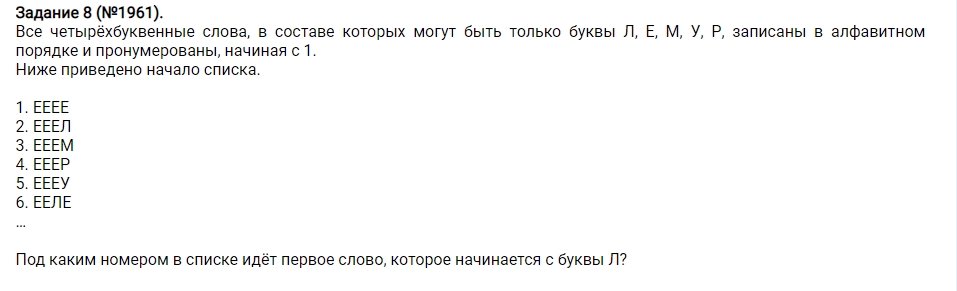 Задание 8 (№1961).
Все четырёхбуквенные слова, в составе которых могут быть только буквы Л, Е, М, У, Р, записаны в алфавитном
порядке и пронумерованы, начиная с 1.
Ниже приведено начало списка.
1. ЕЕЕЕ
2. ЕЕЕЛ
3. ЕЕЕМ
4. ЕЕЕР
5. ЕЕЕУ
6. ЕЕЛЕ
...
Под каким номером в списке идёт первое слово, которое начинается с буквы Л?